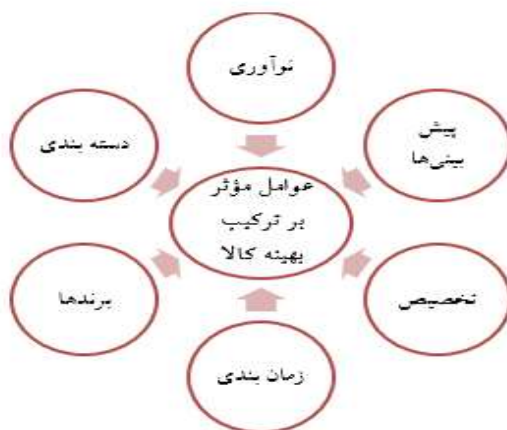 نوآوری
پیش
بینی‌ها
دسته بندی
عوامل مؤثر
بر ترکیب
بهینه کالا
تخصیص
برندها
زمان بندی